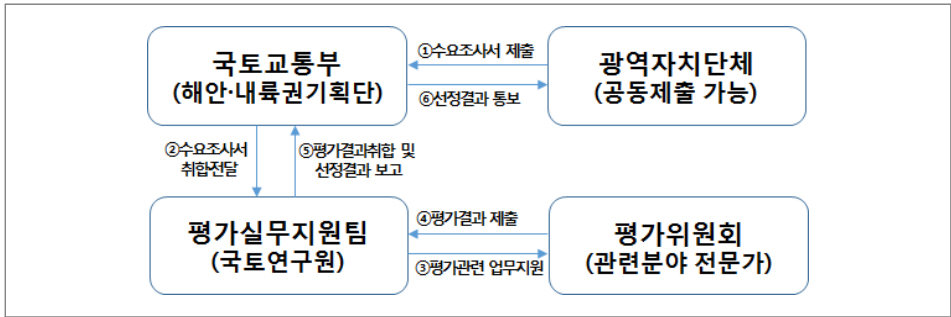 국토교통부
(해안·내륙권기획단)
①수요조사서 제출
⑥선정결과 통보
광역자치단체
(공동제출 가능)
②수요조사서
취합전달
⑤평가결과취합 및
선정결과 보고
평가실무지원팀
(국토연구원)
④평가결과 제출
③평가관련 업무지원
평가위원회
(관련분야 전문가)